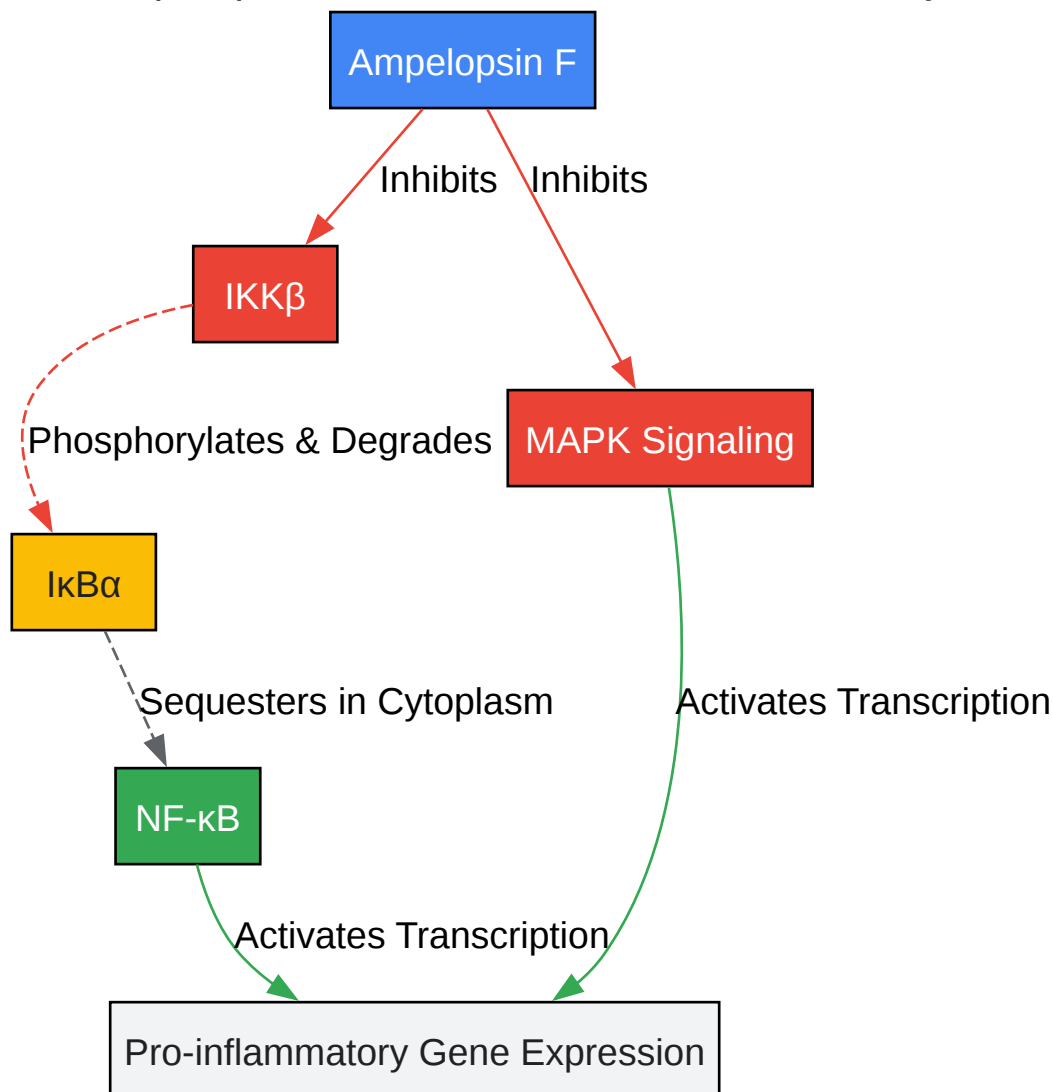 Ampelopsin F
Inhibits
Inhibits
IKKβ
Phosphorylates & Degrades
MAPK Signaling
IκBα
Sequesters in Cytoplasm
Activates Transcription
NF-κB
Activates Transcription
Pro-inflammatory Gene Expression